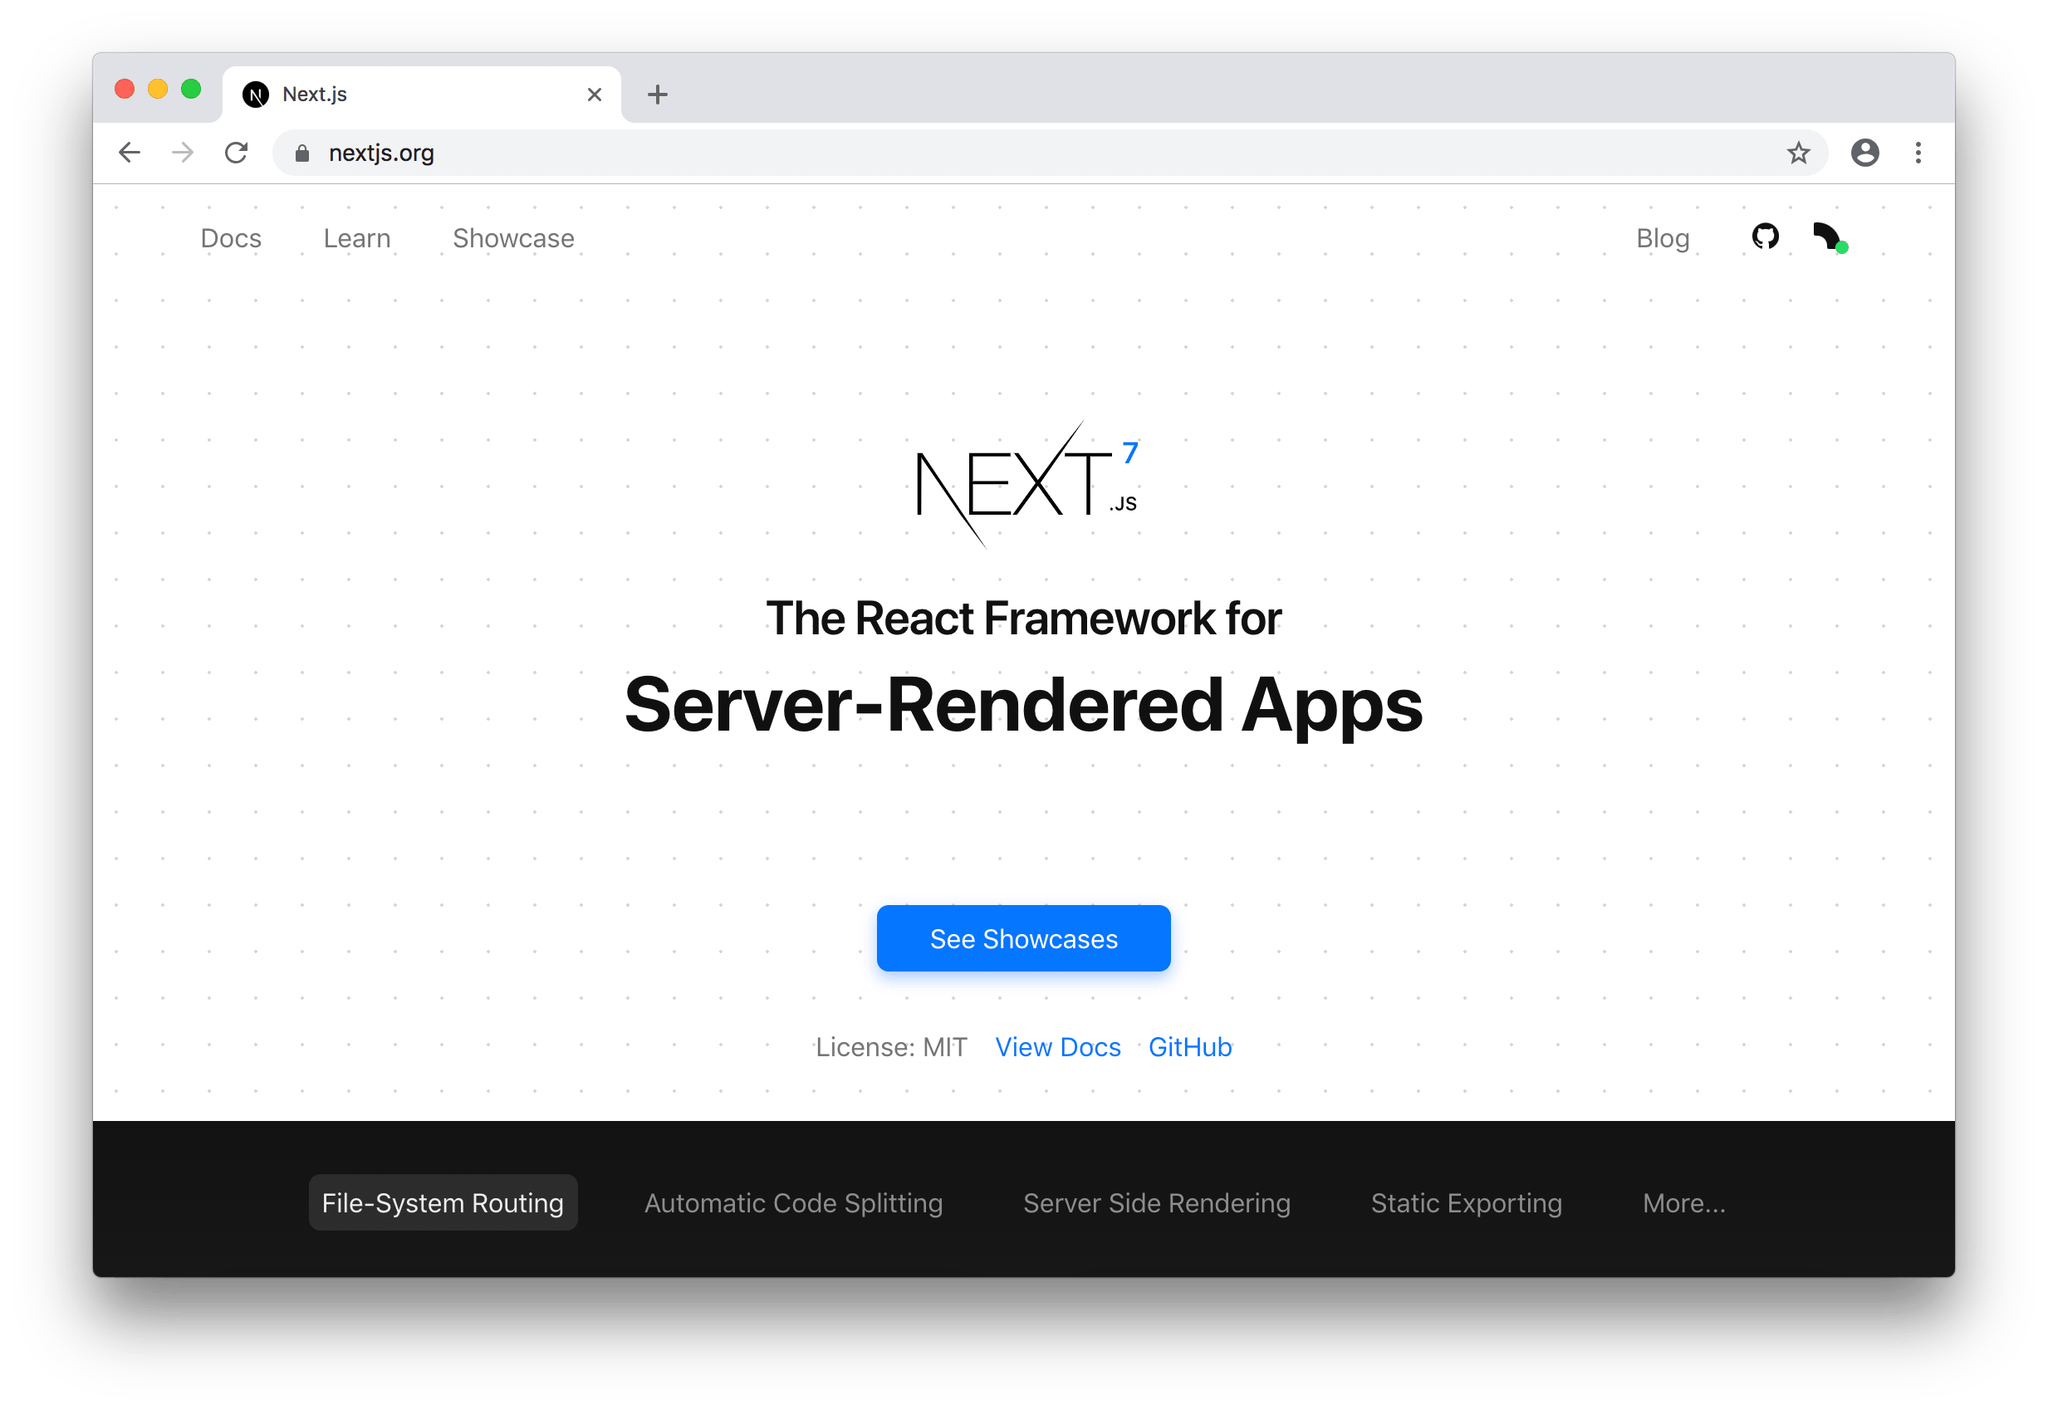 Next.js
nextjs.org
Docs Learn Showcase Blog
NEXT 7 .JS
The React Framework for
Server-Rendered Apps
See Showcases
License: MIT View Docs GitHub
File-System Routing Automatic Code Splitting Server Side Rendering Static Exporting More...